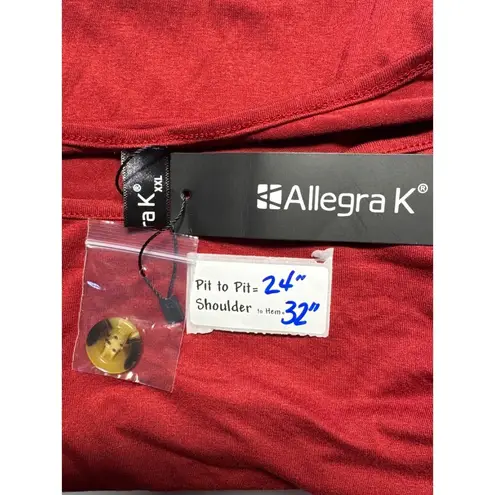 Allegra K®
ra K
XXL
Pit to Pit= 24"
Shoulder to Hem= 32"